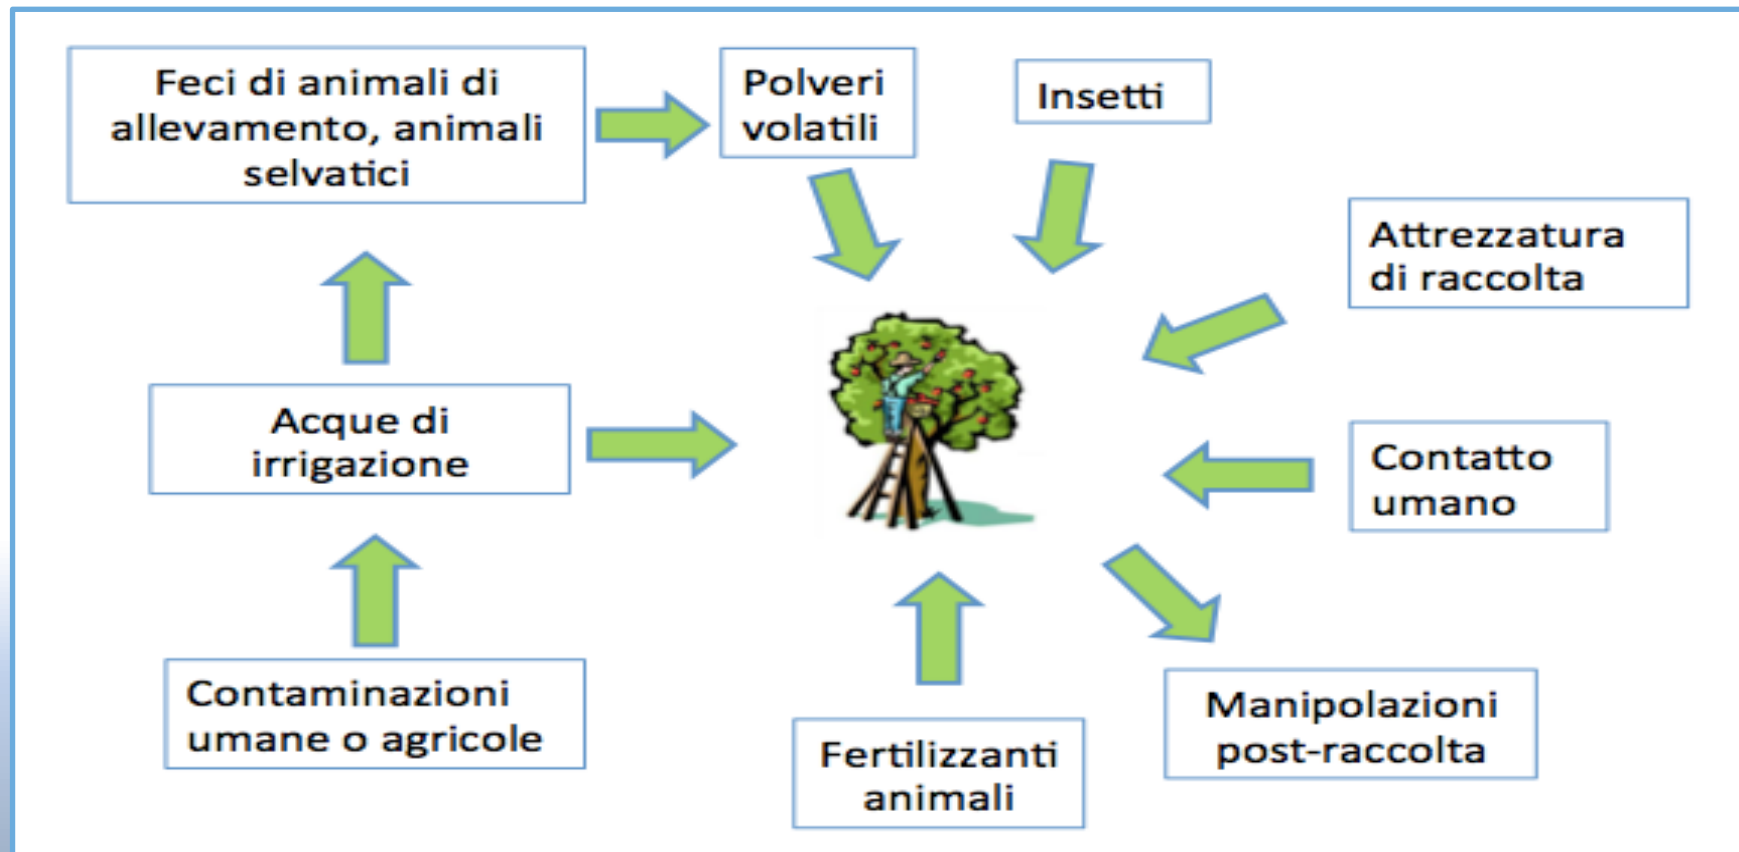 Feci di animali di
allevamento, animali
selvatici
Polveri
volatili
Insetti
Attrezzatura
di raccolta
Acque di
irrigazione
Contatto
umano
Contaminazioni
umane o agricole
Fertilizzanti
animali
Manipolazioni
post-raccolta